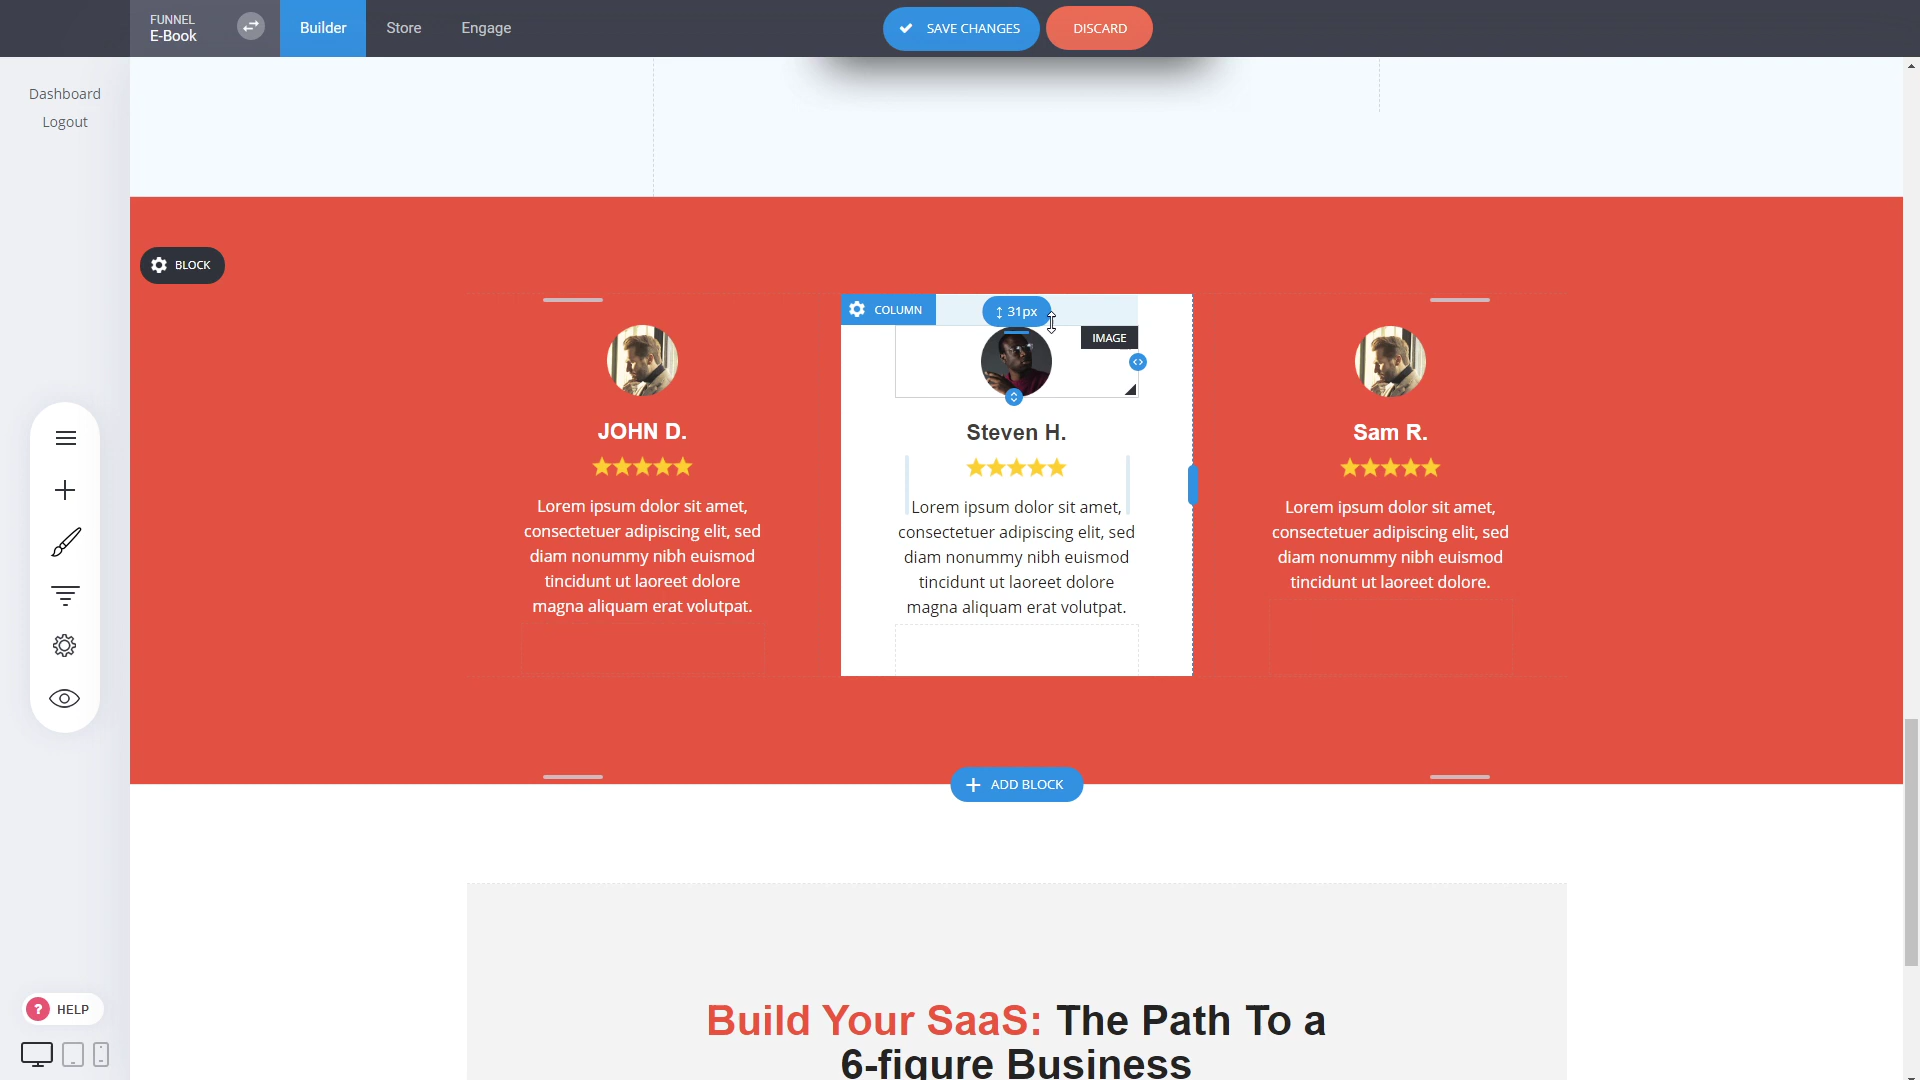 FUNNEL
E-Book
Builder
Store
Engage
SAVE CHANGES
DISCARD
Dashboard
Logout
BLOCK
COLUMN
31px
IMAGE
JOHN D.
Lorem ipsum dolor sit amet,
consectetuer adipiscing elit, sed
diam nonummy nibh euismod
tincidunt ut laoreet dolore
magna aliquam erat volutpat.
Steven H.
Lorem ipsum dolor sit amet,
consectetuer adipiscing elit, sed
diam nonummy nibh euismod
tincidunt ut laoreet dolore
magna aliquam erat volutpat.
Sam R.
Lorem ipsum dolor sit amet,
consectetuer adipiscing elit, sed
diam nonummy nibh euismod
tincidunt ut laoreet dolore.
ADD BLOCK
Build Your SaaS: The Path To a
6-figure Business
? HELP